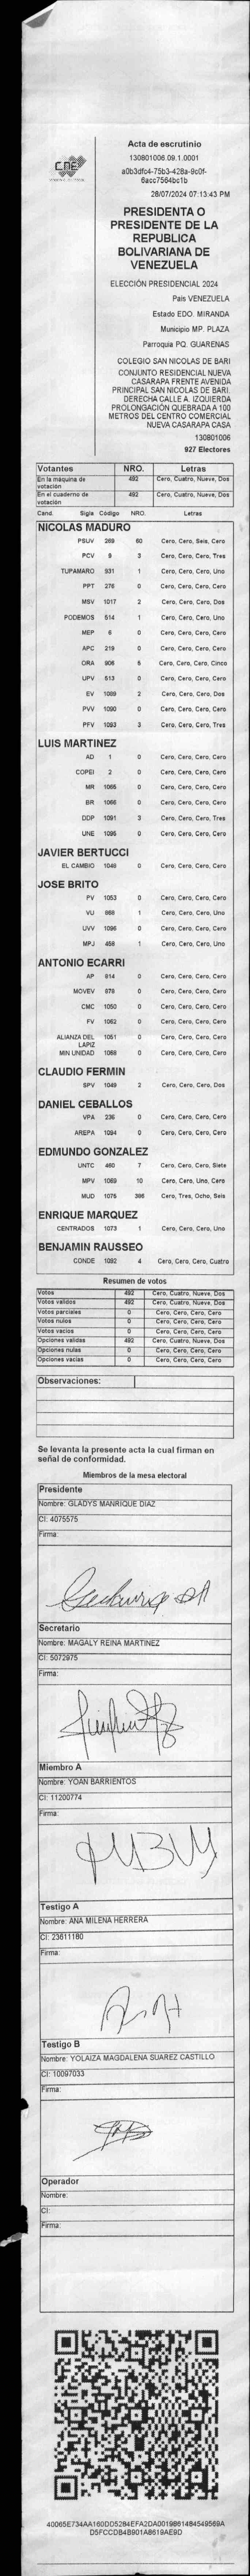 CNE
Acta de escrutinio
130801006.09.1.0001
a0b3dfc4-75b3-428a-9c0f-
6acc7564bc1b
28/07/2024 07:13:43 PM
PRESIDENTA O
PRESIDENTE DE LA
REPUBLICA
BOLIVARIANA DE
VENEZUELA
ELECCIÓN PRESIDENCIAL 2024
País VENEZUELA
Estado EDO. MIRANDA
Municipio MP. PLAZA
Parroquia PQ. GUARENAS
COLEGIO SAN NICOLAS DE BARI
CONJUNTO RESIDENCIAL NUEVA
CASARAPA FRENTE AVENIDA
PRINCIPAL SAN NICOLAS DE BARI.
DERECHA CALLE A. IZQUIERDA
PROLONGACIÓN QUEBRADA A 100
METROS DEL CENTRO COMERCIAL
NUEVA CASARAPA CASA
130801006
927 Electores
Votantes NRO. Letras
En la máquina de votación 492 Cero, Cuatro, Nueve, Dos
En el cuaderno de votación 492 Cero, Cuatro, Nueve, Dos
Cand. Sigla Código NRO. Letras
NICOLAS MADURO
PSUV 269 60 Cero, Cero, Seis, Cero
PCV 9 3 Cero, Cero, Cero, Tres
TUPAMARO 931 1 Cero, Cero, Cero, Uno
PPT 276 0 Cero, Cero, Cero, Cero
MSV 1017 2 Cero, Cero, Cero, Dos
PODEMOS 514 1 Cero, Cero, Cero, Uno
MEP 6 0 Cero, Cero, Cero, Cero
APC 219 0 Cero, Cero, Cero, Cero
ORA 906 5 Cero, Cero, Cero, Cinco
UPV 513 0 Cero, Cero, Cero, Cero
EV 1089 2 Cero, Cero, Cero, Dos
PVV 1090 0 Cero, Cero, Cero, Cero
PFV 1093 3 Cero, Cero, Cero, Tres
LUIS MARTINEZ
AD 1 0 Cero, Cero, Cero, Cero
COPEI 2 0 Cero, Cero, Cero, Cero
MR 1065 0 Cero, Cero, Cero, Cero
BR 1066 0 Cero, Cero, Cero, Cero
DDP 1091 3 Cero, Cero, Cero, Tres
UNE 1095 0 Cero, Cero, Cero, Cero
JAVIER BERTUCCI
EL CAMBIO 1048 0 Cero, Cero, Cero, Cero
JOSE BRITO
PV 1053 0 Cero, Cero, Cero, Cero
VU 868 1 Cero, Cero, Cero, Uno
UVV 1096 0 Cero, Cero, Cero, Cero
MPJ 458 1 Cero, Cero, Cero, Uno
ANTONIO ECARRI
AP 814 0 Cero, Cero, Cero, Cero
MOVEV 978 0 Cero, Cero, Cero, Cero
CMC 1050 0 Cero, Cero, Cero, Cero
FV 1062 0 Cero, Cero, Cero, Cero
ALIANZA DEL LAPIZ 1051 0 Cero, Cero, Cero, Cero
MIN UNIDAD 1068 0 Cero, Cero, Cero, Cero
CLAUDIO FERMIN
SPV 1049 2 Cero, Cero, Cero, Dos
DANIEL CEBALLOS
VPA 236 0 Cero, Cero, Cero, Cero
AREPA 1094 0 Cero, Cero, Cero, Cero
EDMUNDO GONZALEZ
UNTC 460 7 Cero, Cero, Cero, Siete
MPV 1069 10 Cero, Cero, Uno, Cero
MUD 1075 386 Cero, Tres, Ocho, Seis
ENRIQUE MARQUEZ
CENTRADOS 1073 1 Cero, Cero, Cero, Uno
BENJAMIN RAUSSEO
CONDE 1092 4 Cero, Cero, Cero, Cuatro
Resumen de votos
Votos 492 Cero, Cuatro, Nueve, Dos
Votos validos 492 Cero, Cuatro, Nueve, Dos
Votos parciales 0 Cero, Cero, Cero, Cero
Votos nulos 0 Cero, Cero, Cero, Cero
Votos vacios 0 Cero, Cero, Cero, Cero
Opciones validas 492 Cero, Cuatro, Nueve, Dos
Opciones nulas 0 Cero, Cero, Cero, Cero
Opciones vacias 0 Cero, Cero, Cero, Cero
Observaciones:
Se levanta la presente acta la cual firman en
señal de conformidad.
Miembros de la mesa electoral
Presidente
Nombre: GLADYS MANRIQUE DIAZ
CI: 4075575
Firma:
Secretario
Nombre: MAGALY REINA MARTINEZ
CI: 5072975
Firma:
Miembro A
Nombre: YOAN BARRIENTOS
CI: 11200774
Firma:
Testigo A
Nombre: ANA MILENA HERRERA
CI: 23611180
Firma:
Testigo B
Nombre: YOLAIZA MAGDALENA SUAREZ CASTILLO
CI: 10097033
Firma:
Operador
Nombre:
CI:
Firma:
40065E734AA160DD5284EFA2DA0019861484549569A
D5FCCDB4B901A8619AE9D